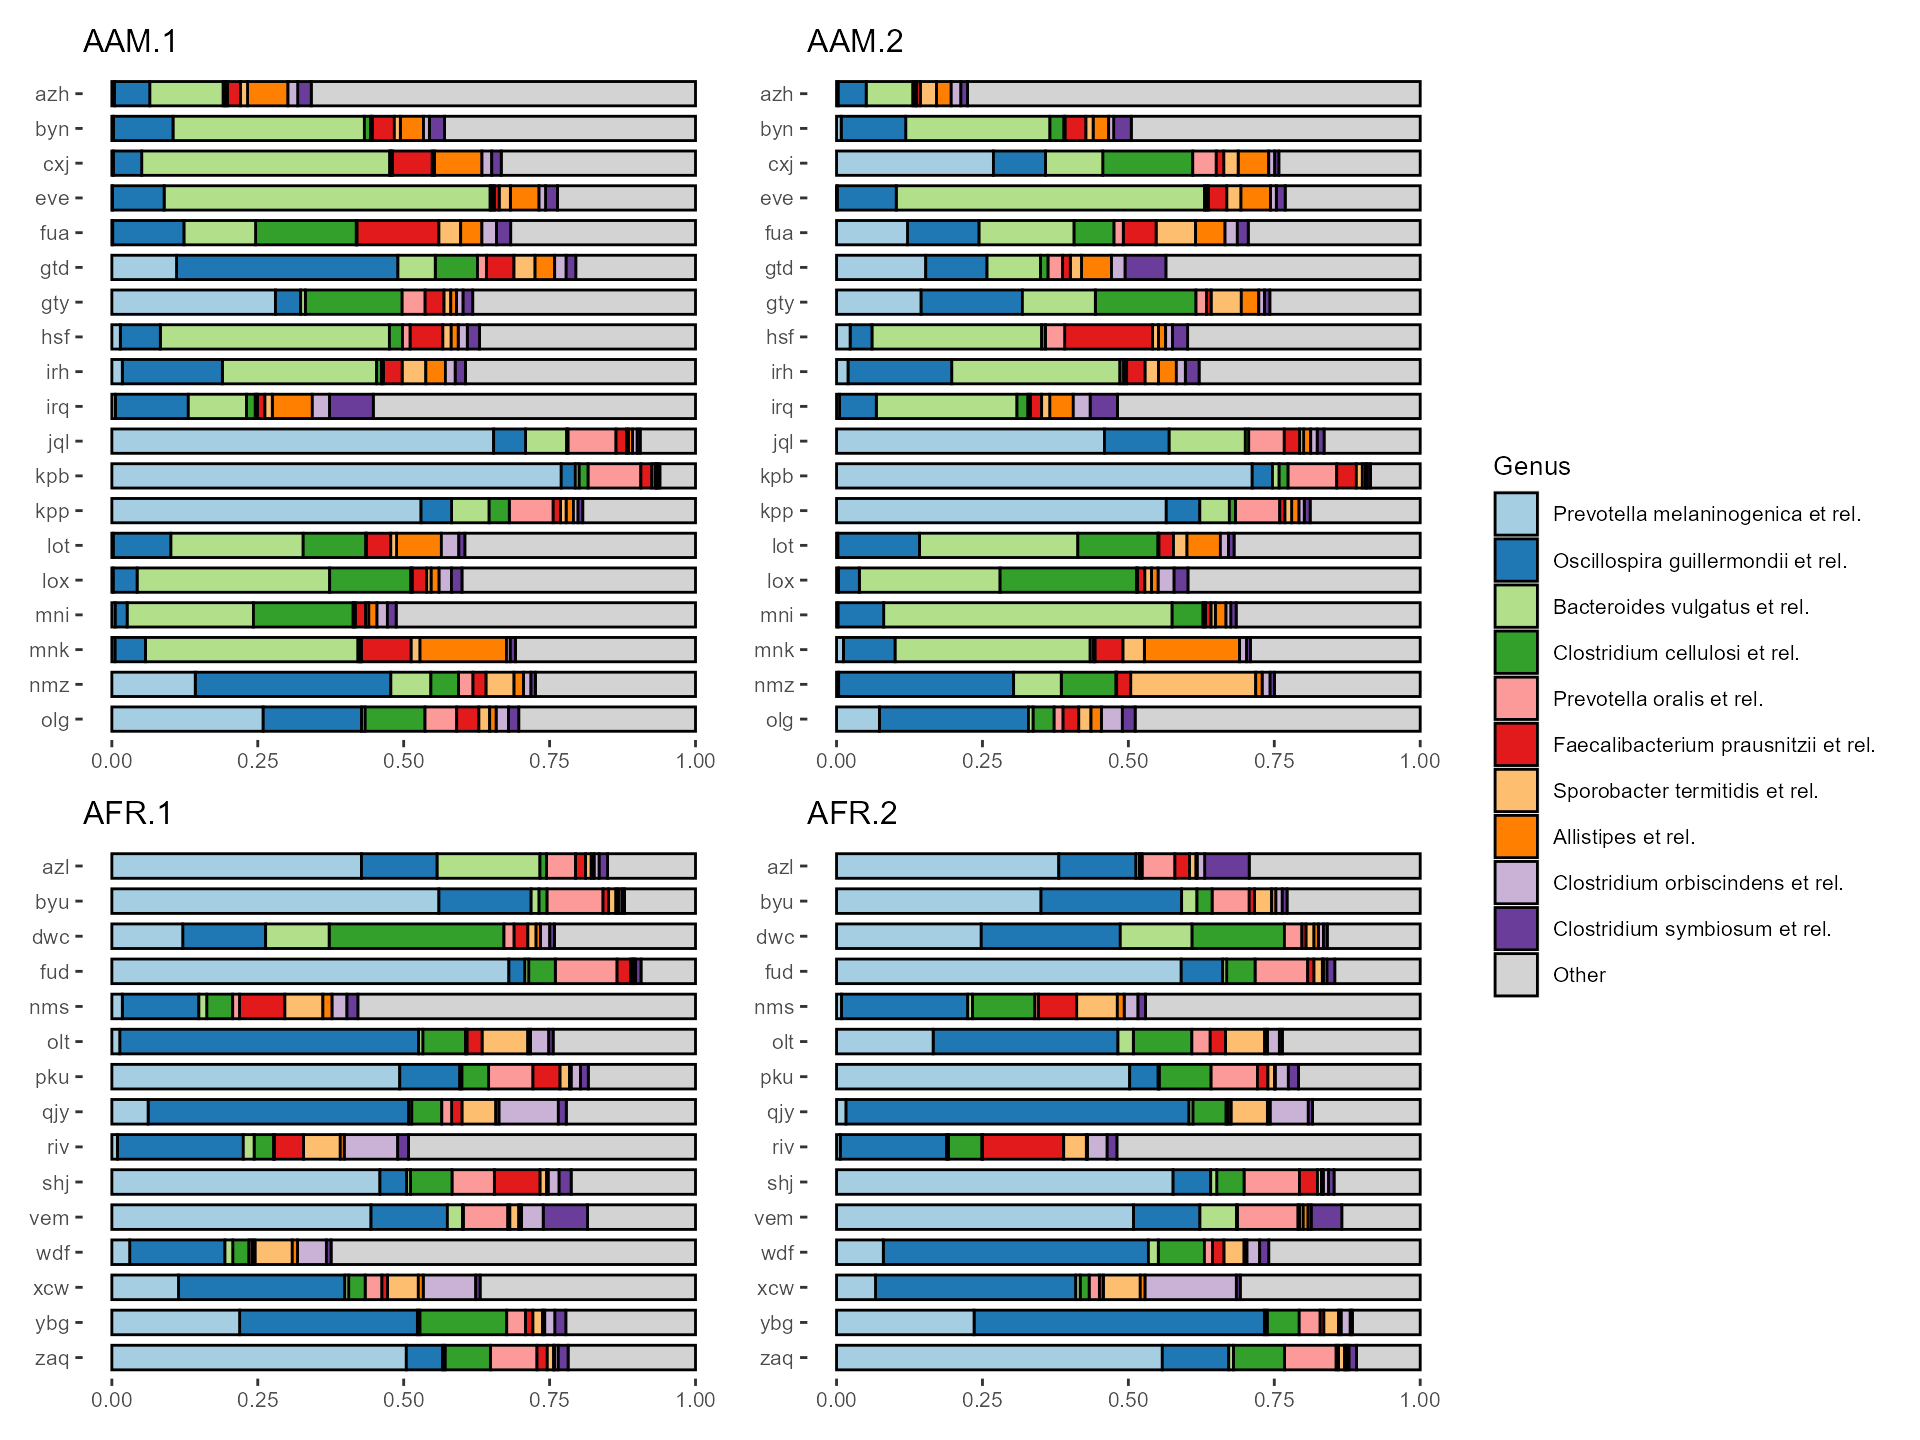 AAM.1
azh
byn
cxj
eve
fua
gtd
gty
hsf
irh
irq
jql
kpb
kpp
lot
lox
mni
mnk
nmz
olg
0.00 0.25 0.50 0.75 1.00
AAM.2
azh
byn
cxj
eve
fua
gtd
gty
hsf
irh
irq
jql
kpb
kpp
lot
lox
mni
mnk
nmz
olg
0.00 0.25 0.50 0.75 1.00
AFR.1
azl
byu
dwc
fud
nms
olt
pku
qjy
riv
shj
vem
wdf
xcw
ybg
zaq
0.00 0.25 0.50 0.75 1.00
AFR.2
azl
byu
dwc
fud
nms
olt
pku
qjy
riv
shj
vem
wdf
xcw
ybg
zaq
0.00 0.25 0.50 0.75 1.00
Genus
Prevotella melaninogenica et rel.
Oscillospira guillermondii et rel.
Bacteroides vulgatus et rel.
Clostridium cellulosi et rel.
Prevotella oralis et rel.
Faecalibacterium prausnitzii et rel.
Sporobacter termitidis et rel.
Allistipes et rel.
Clostridium orbiscindens et rel.
Clostridium symbiosum et rel.
Other